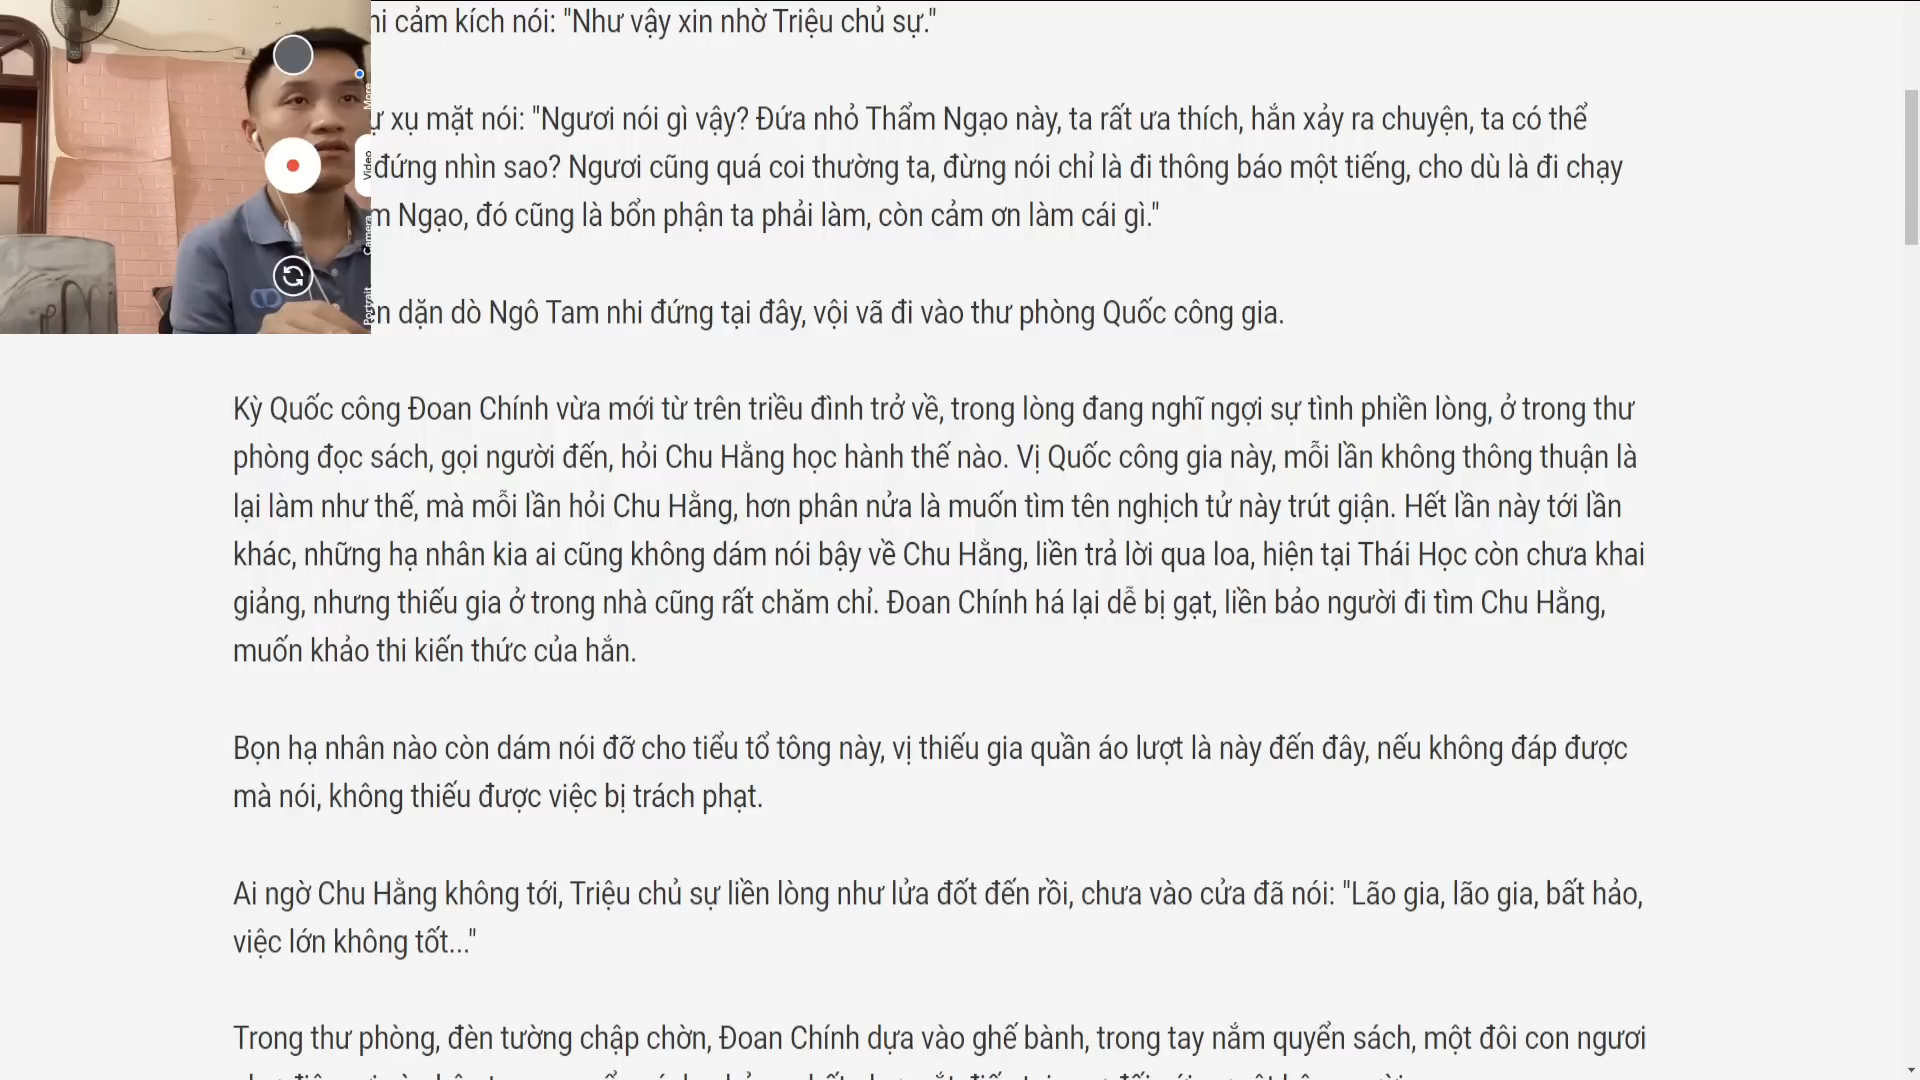 hi cảm kích nói: "Như vậy xin nhờ Triệu chủ sự."
ự xụ mặt nói: "Ngươi nói gì vậy? Đứa nhỏ Thẩm Ngạo này, ta rất ưa thích, hắn xảy ra chuyện, ta có thể
đứng nhìn sao? Ngươi cũng quá coi thường ta, đừng nói chỉ là đi thông báo một tiếng, cho dù là đi chạy
m Ngạo, đó cũng là bổn phận ta phải làm, còn cảm ơn làm cái gì."
n dặn dò Ngô Tam nhi đứng tại đây, vội vã đi vào thư phòng Quốc công gia.
More
Video
Camera
Portrait
Kỳ Quốc công Đoan Chính vừa mới từ trên triều đình trở về, trong lòng đang nghĩ ngợi sự tình phiền lòng, ở trong thư
phòng đọc sách, gọi người đến, hỏi Chu Hằng học hành thế nào. Vị Quốc công gia này, mỗi lần không thông thuận là
lại làm như thế, mà mỗi lần hỏi Chu Hằng, hơn phân nửa là muốn tìm tên nghịch tử này trút giận. Hết lần này tới lần
khác, những hạ nhân kia ai cũng không dám nói bậy về Chu Hằng, liền trả lời qua loa, hiện tại Thái Học còn chưa khai
giảng, nhưng thiếu gia ở trong nhà cũng rất chăm chỉ. Đoan Chính há lại dễ bị gạt, liền bảo người đi tìm Chu Hằng,
muốn khảo thi kiến thức của hắn.
Bọn hạ nhân nào còn dám nói đỡ cho tiểu tổ tông này, vị thiếu gia quần áo lượt là này đến đây, nếu không đáp được
mà nói, không thiếu được việc bị trách phạt.
Ai ngờ Chu Hằng không tới, Triệu chủ sự liền lòng như lửa đốt đến rồi, chưa vào cửa đã nói: "Lão gia, lão gia, bất hảo,
việc lớn không tốt..."
Trong thư phòng, đèn tường chập chờn, Đoan Chính dựa vào ghế bành, trong tay nắm quyển sách, một đôi con ngươi